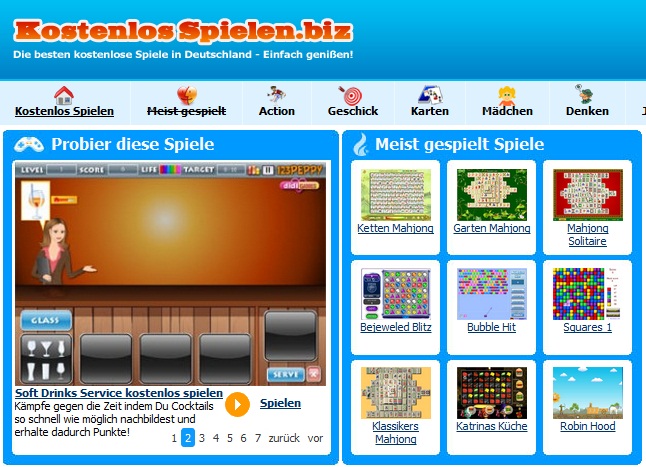 Kostenlos Spielen.biz
Die besten kostenlose Spiele in Deutschland - Einfach genißen!
Kostenlos Spielen
Meist gespielt
Action
Geschick
Karten
Mädchen
Denken
Probier diese Spiele
LEVEL
SCORE
LIFE
TARGET
123PEPPY
didi
GAMES
GLASS
SERVE
Soft Drinks Service kostenlos spielen
Kämpfe gegen die Zeit indem Du Cocktails
so schnell wie möglich nachbildest und
erhalte dadurch Punkte!
Spielen
1 2 3 4 5 6 7 zurück vor
Meist gespielt Spiele
Ketten Mahjong
Garten Mahjong
Mahjong
Solitaire
Bejeweled Blitz
Bubble Hit
Squares 1
Klassikers
Mahjong
Katrinas Küche
Robin Hood